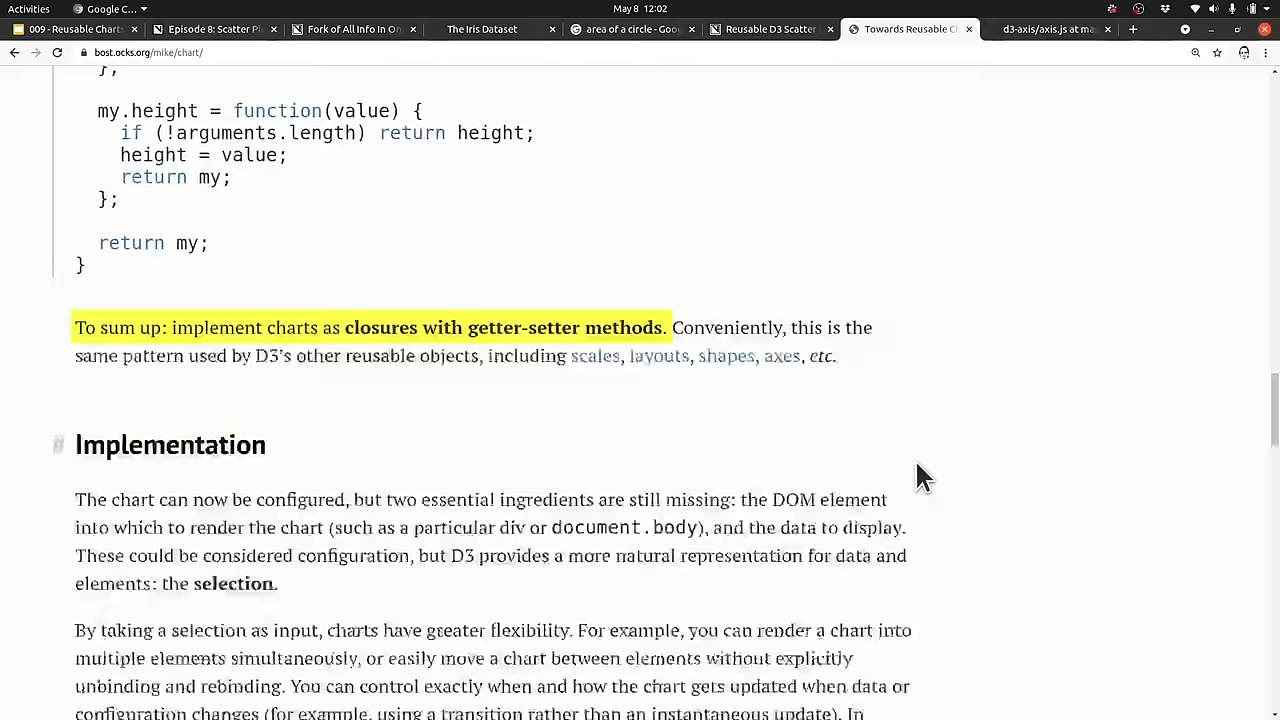 Activities
Google C...
May 8 12:02
009 - Reusable Charts
Episode 8: Scatter Pl
Fork of All Info In On
The Iris Dataset
area of a circle - Goo
Reusable D3 Scatter
Towards Reusable C
d3-axis/axis.js at ma
bost.ocks.org/mike/chart/
};
my.height = function(value) {
if (!arguments.length) return height;
height = value;
return my;
};
return my;
}
To sum up: implement charts as closures with getter-setter methods. Conveniently, this is the
same pattern used by D3's other reusable objects, including scales, layouts, shapes, axes, etc.
# Implementation
The chart can now be configured, but two essential ingredients are still missing: the DOM element
into which to render the chart (such as a particular div or document.body), and the data to display.
These could be considered configuration, but D3 provides a more natural representation for data and
elements: the selection.
By taking a selection as input, charts have greater flexibility. For example, you can render a chart into
multiple elements simultaneously, or easily move a chart between elements without explicitly
unbinding and rebinding. You can control exactly when and how the chart gets updated when data or
configuration changes (for example, using a transition rather than an instantaneous update). In